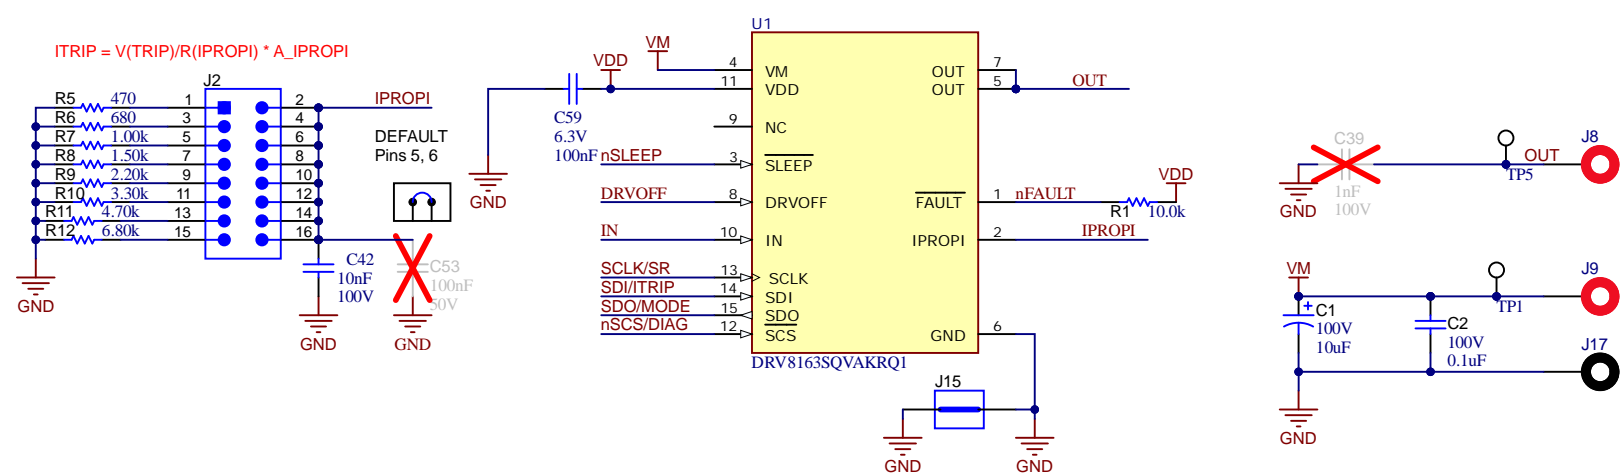 ITRIP = V(TRIP)/R(IPROPI) * A_IPROPI
J2
R5 470 1 2 IPROPI
R6 680 3 4
R7 1.00k 5 6
R8 1.50k 7 8
R9 2.20k 9 10
R10 3.30k 11 12
R11 4.70k 13 14
R12 6.80k 15 16
GND
DEFAULT
Pins 5, 6
C42
10nF
100V
GND
C53
100nF
50V
GND
VDD
C59
6.3V
100nF
GND
U1
VM 4 VM
11 VDD
9 NC
nSLEEP 3 SLEEP
DRVOFF 8 DRVOFF
IN 10 IN
SCLK/SR 13 SCLK
SDI/ITRIP 14 SDI
SDO/MODE 15 SDO
nSCS/DIAG 12 SCS
OUT 7
OUT 5 OUT
FAULT 1 nFAULT
R1 10.0k
VDD
IPROPI 2 IPROPI
GND 6
DRV8163SQVAKRQ1
J15
GND
GND
C39
1nF
100V
GND
TP5
OUT
J8
VM
C1
+
100V
10uF
C2
100V
0.1uF
TP1
J9
J17
GND